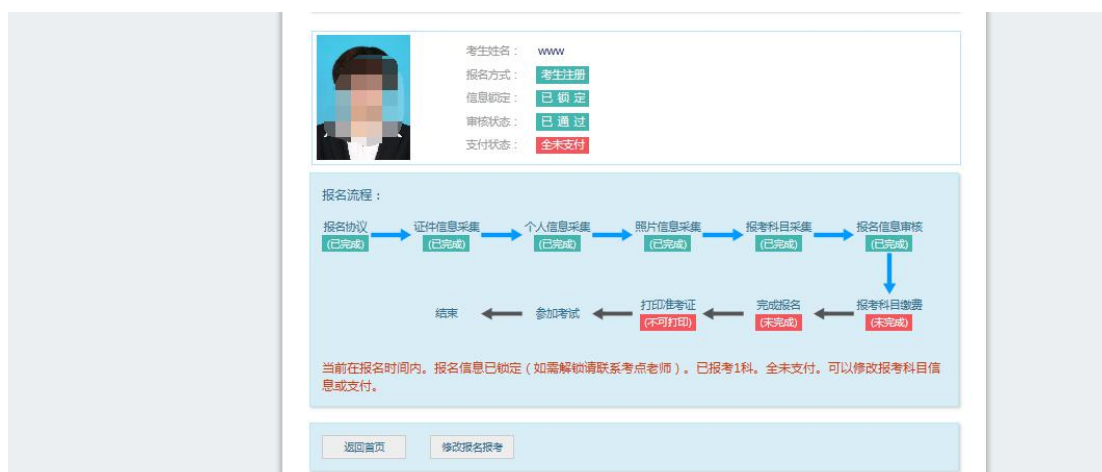 考生姓名： www
报名方式： 考生注册
信息锁定： 已 锁 定
审核状态： 已 通 过
支付状态： 全未支付
报名流程：
报名协议 证件信息采集 个人信息采集 照片信息采集 报考科目采集 报名信息审核
(已完成) (已完成) (已完成) (已完成) (已完成) (已完成)
结束 参加考试 打印准考证 完成报名 报考科目缴费
(不可打印) (未完成) (未完成)
当前在报名时间内。报名信息已锁定（如需解锁请联系考点老师）。已报考1科。全未支付。可以修改报考科目信
息或支付。
返回首页 修改报名报考